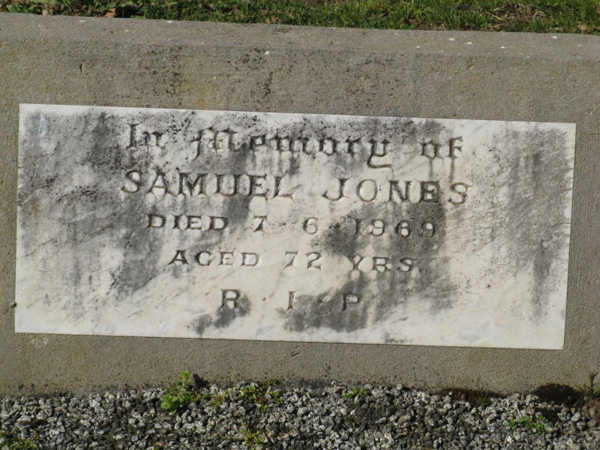 In Memory of
SAMUEL JONES
DIED 7 · 6 · 1969
AGED 72 YRS.
R · I · P